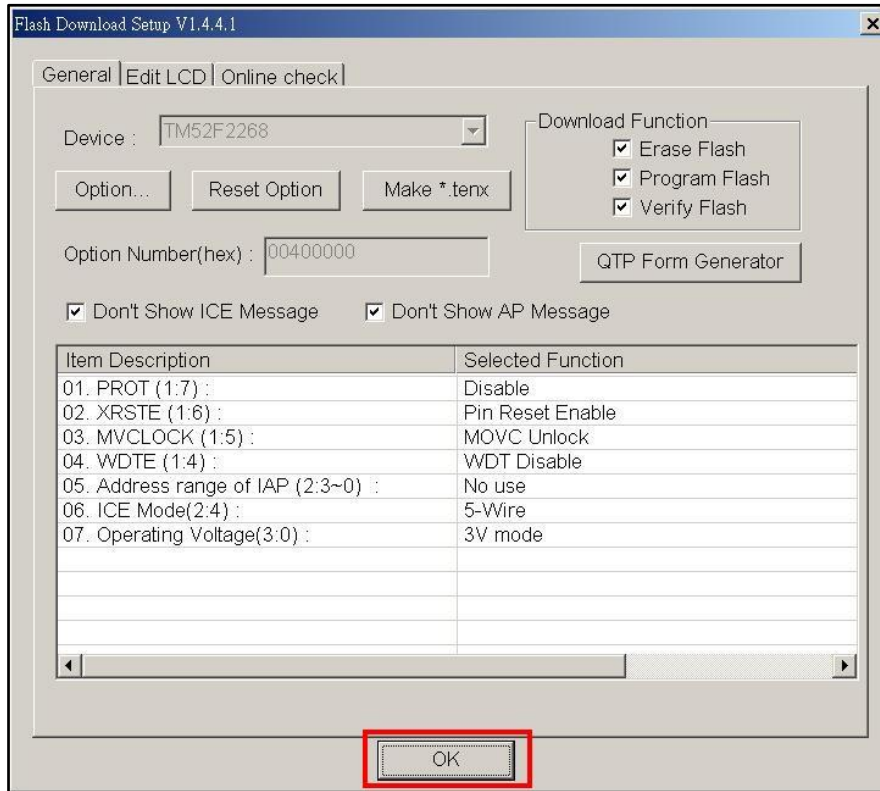 Flash Download Setup V1.4.4.1
General Edit LCD Online check
Device : TM52F2268
Download Function
Erase Flash
Program Flash
Verify Flash
Option... Reset Option Make *.tenx
Option Number(hex) : 00400000
QTP Form Generator
Don't Show ICE Message Don't Show AP Message
Item Description Selected Function
01. PROT (1:7) : Disable
02. XRSTE (1:6) : Pin Reset Enable
03. MVCLOCK (1:5) : MOVC Unlock
04. WDTE (1:4) : WDT Disable
05. Address range of IAP (2:3~0) : No use
06. ICE Mode(2:4) : 5-Wire
07. Operating Voltage(3:0) : 3V mode
OK